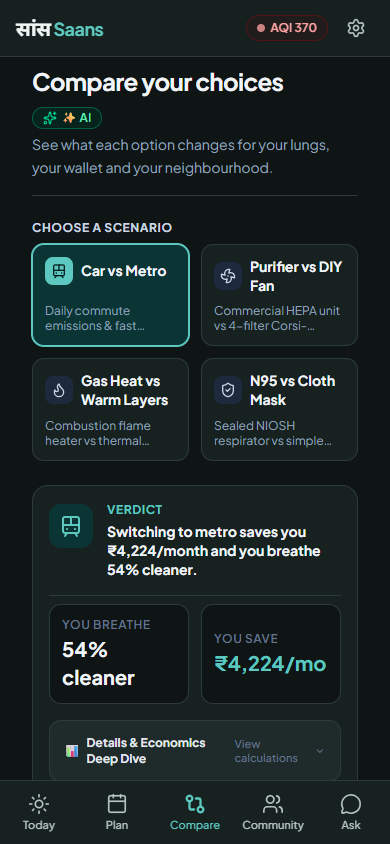 सांस Saans
AQI 370
Compare your choices
AI
See what each option changes for your lungs,
your wallet and your neighbourhood.
CHOOSE A SCENARIO
Car vs Metro
Daily commute
emissions & fast…
Purifier vs DIY
Fan
Commercial HEPA unit
vs 4-filter Corsi-…
Gas Heat vs
Warm Layers
Combustion flame
heater vs thermal…
N95 vs Cloth
Mask
Sealed NIOSH
respirator vs simple…
VERDICT
Switching to metro saves you
₹4,224/month and you breathe
54% cleaner.
YOU BREATHE
54%
cleaner
YOU SAVE
₹4,224/mo
Details & Economics
Deep Dive
View
calculations
Today
Plan
Compare
Community
Ask